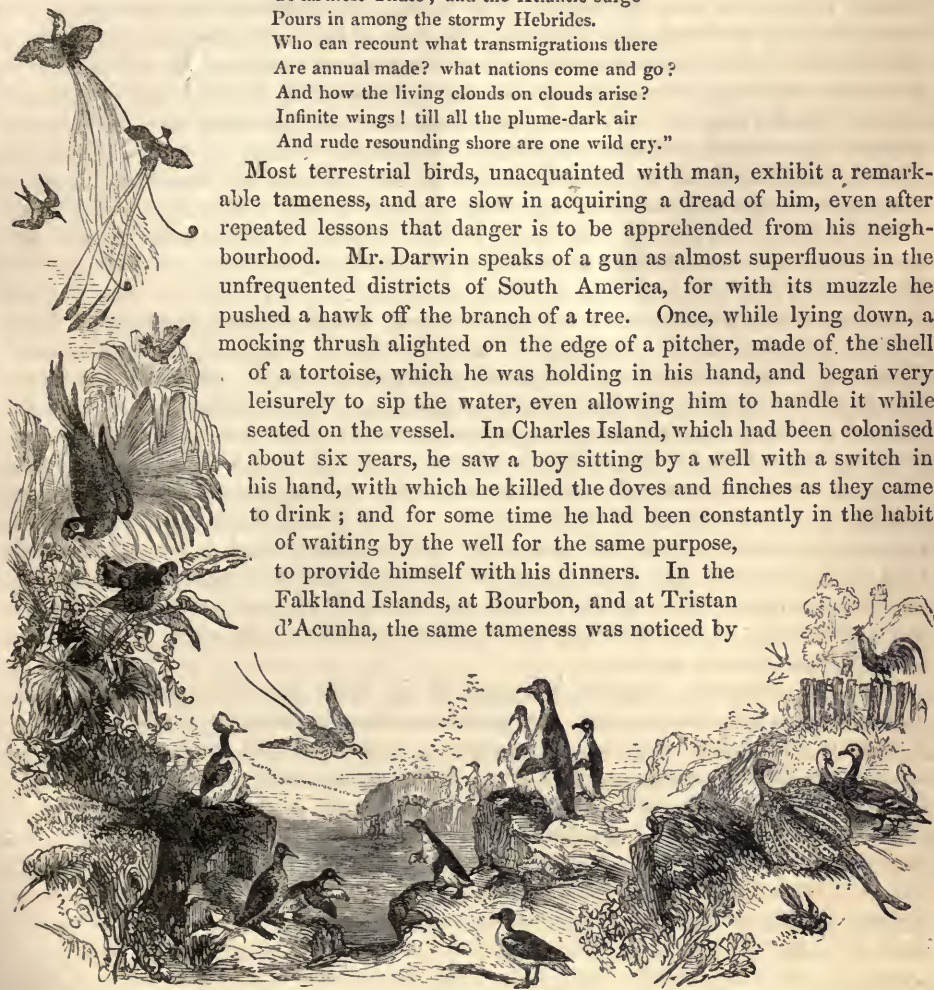 Pours in among the stormy Hebrides.
Who can recount what transmigrations there
Are annual made? what nations come and go?
And how the living clouds on clouds arise?
Infinite wings! till all the plume-dark air
And rude resounding shore are one wild cry."
Most terrestrial birds, unacquainted with man, exhibit a remark-
able tameness, and are slow in acquiring a dread of him, even after
repeated lessons that danger is to be apprehended from his neigh-
bourhood. Mr. Darwin speaks of a gun as almost superfluous in the
unfrequented districts of South America, for with its muzzle he
pushed a hawk off the branch of a tree. Once, while lying down, a
mocking thrush alighted on the edge of a pitcher, made of the shell
of a tortoise, which he was holding in his hand, and began very
leisurely to sip the water, even allowing him to handle it while
seated on the vessel. In Charles Island, which had been colonised
about six years, he saw a boy sitting by a well with a switch in
his hand, with which he killed the doves and finches as they came
to drink; and for some time he had been constantly in the habit
of waiting by the well for the same purpose,
to provide himself with his dinners. In the
Falkland Islands, at Bourbon, and at Tristan
d'Acunha, the same tameness was noticed by